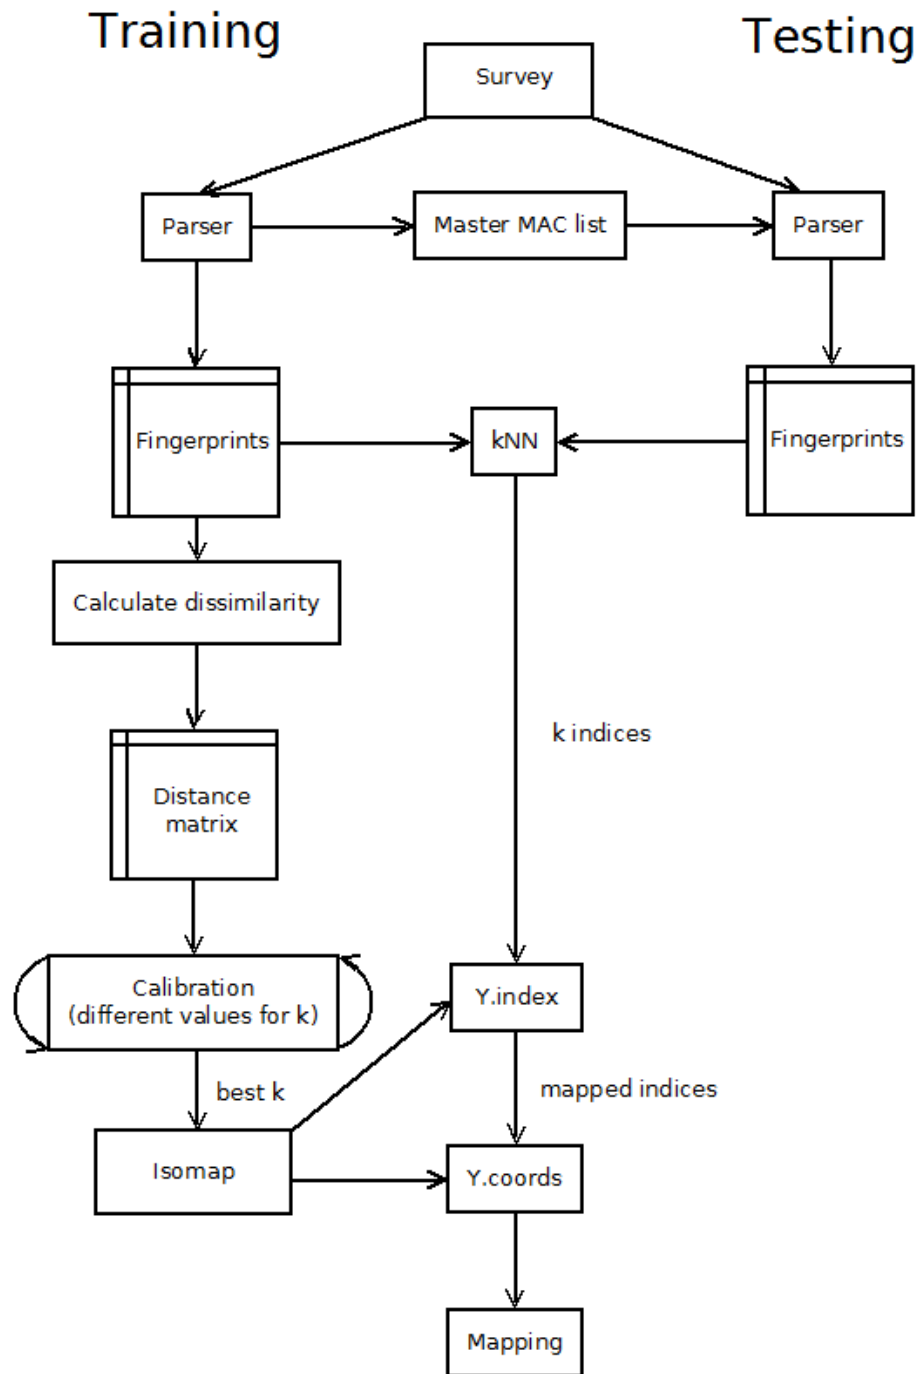 Training
Testing
Survey
Parser
Master MAC list
Parser
Fingerprints
kNN
Fingerprints
Calculate dissimilarity
k indices
Distance
matrix
Calibration
(different values for k)
Y.index
best k
mapped indices
Isomap
Y.coords
Mapping